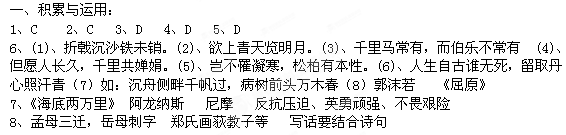 一、积累与运用：
1、C　2、C　3、D　4、D　5、D
6、(1)、折戟沉沙铁未销。(2)、欲上青天览明月。(3)、千里马常有，而伯乐不常有　(4)、
但愿人长久，千里共婵娟。(5)、岂不罹凝寒，松柏有本性。(6)、人生自古谁无死，留取丹
心照汗青（7）如：沉舟侧畔千帆过，病树前头万木春（8）郭沫若　《屈原》
7、《海底两万里》 阿龙纳斯　尼摩　反抗压迫、英勇顽强、不畏艰险
8、孟母三迁，岳母刺字　郑氏画荻教子等　写话要结合诗句